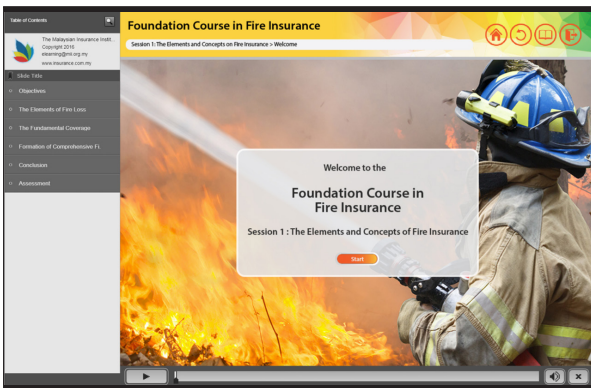 Table of Contents
The Malaysian Insurance Instit...
Copyright 2016
elearning@mii.org.my
www.insurance.com.my
Slide Title
Objectives
The Elements of Fire Loss
The Fundamental Coverage
Formation of Comprehensive Fi.
Conclusion
Assessment
Foundation Course in Fire Insurance
Session 1: The Elements and Concepts on Fire Insurance > Welcome
Welcome to the
Foundation Course in
Fire Insurance
Session 1 : The Elements and Concepts of Fire Insurance
Start